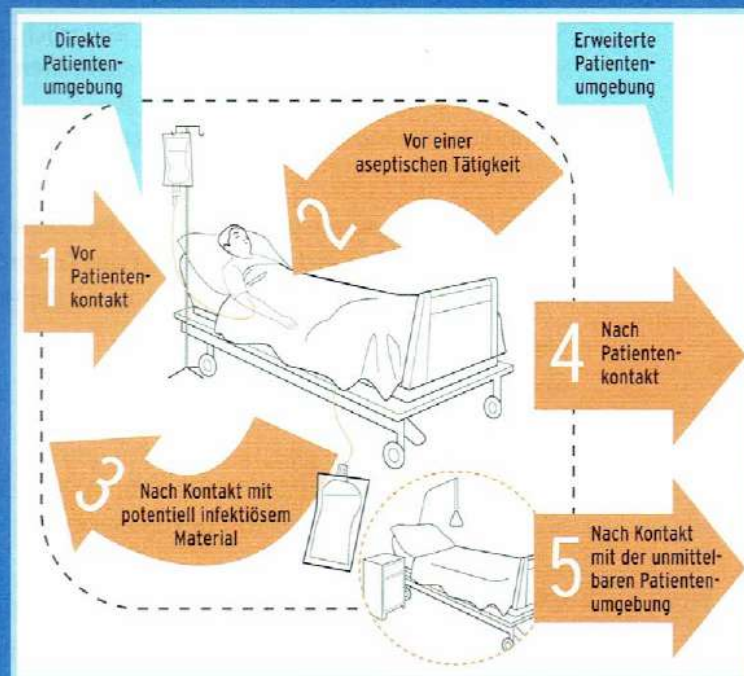 Direkte
Patienten-
umgebung
Erweiterte
Patienten-
umgebung
Vor einer
aseptischen Tätigkeit
2
1
Vor
Patienten-
kontakt
4
Nach
Patienten-
kontakt
3
Nach Kontakt mit
potentiell infektiösem
Material
5
Nach Kontakt
mit der unmittel-
baren Patienten-
umgebung